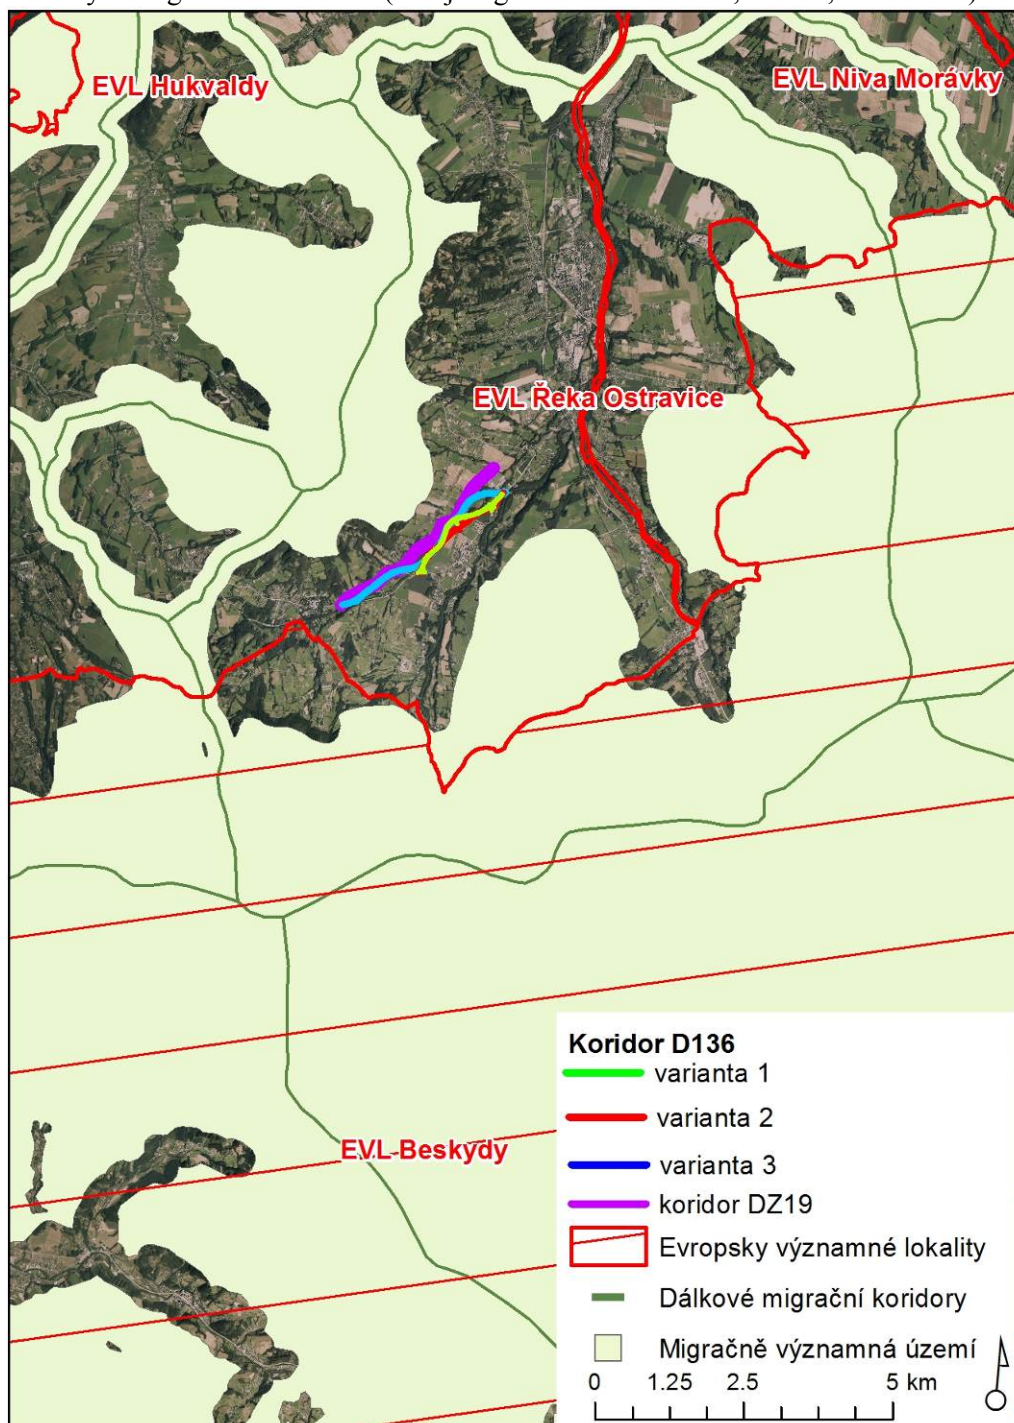 EVL Hukvaldy
EVL Niva Morávky
EVL Řeka Ostravice
EVL Beskydy
Koridor D136
varianta 1
varianta 2
varianta 3
koridor DZ19
Evropsky významné lokality
Dálkové migrační koridory
Migračně významná území
0 1.25 2.5 5 km